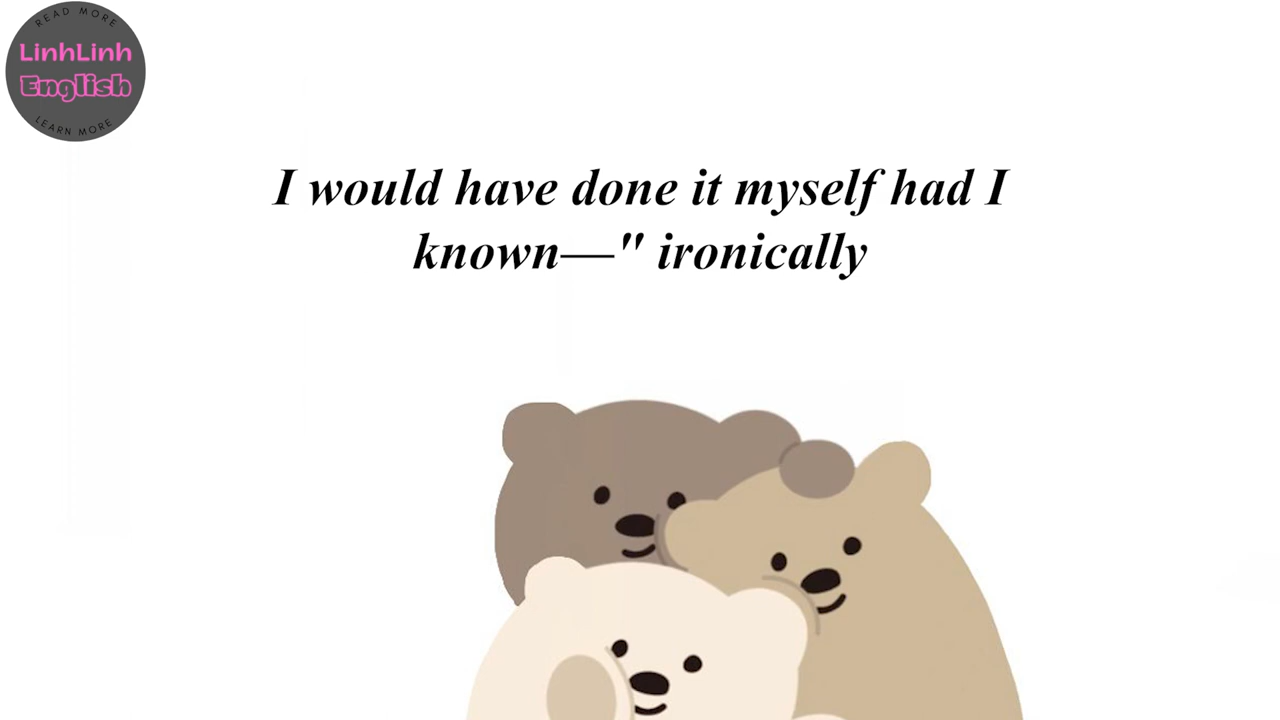 READ MORE
LinhLinh
English
LEARN MORE
I would have done it myself had I
known—" ironically